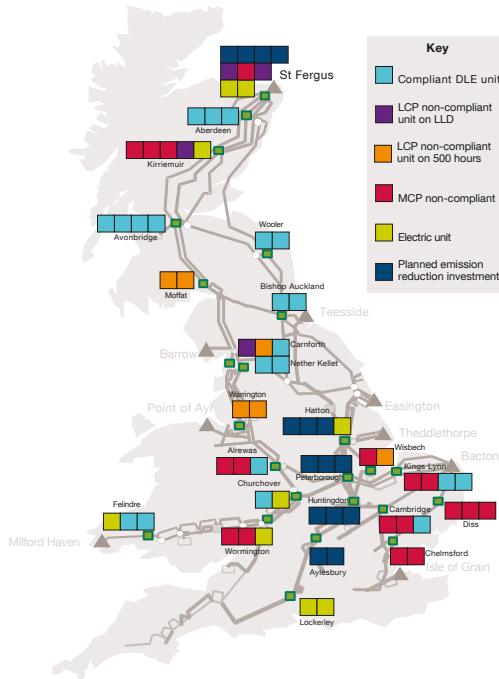 Key
Compliant DLE unit
LCP non-compliant
unit on LLD
LCP non-compliant
unit on 500 hours
MCP non-compliant
Electric unit
Planned emission
reduction investment
St Fergus
Aberdeen
Kirriemuir
Avonbridge
Wooler
Bishop Auckland
Moffat
Teesside
Carnforth
Barrow
Nether Kellet
Warrington
Easington
Point of Ayr
Hatton
Theddlethorpe
Wisbech
Alrewas
Bacton
Kings Lynn
Peterborough
Churchover
Felindre
Huntingdon
Cambridge
Diss
Milford Haven
Wormington
Chelmsford
Isle of Grain
Aylesbury
Lockerley